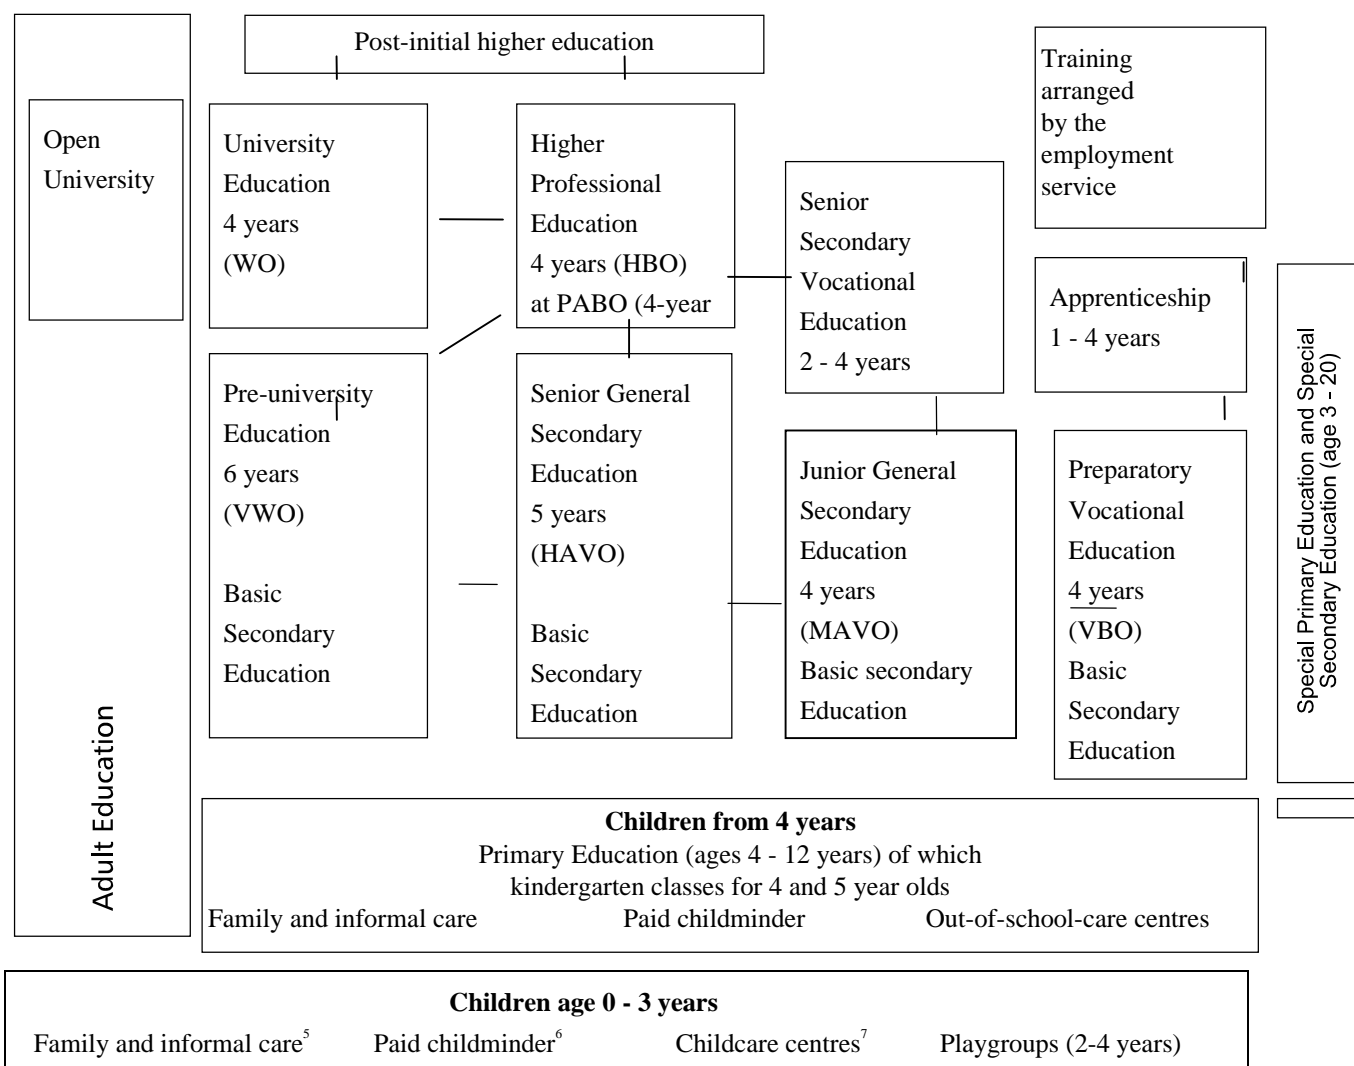 Post-initial higher education
Training
arranged
by the
employment
service
Open
University
University
Education
4 years
(WO)
Higher
Professional
Education
4 years (HBO)
at PABO (4-year
Senior
Secondary
Vocational
Education
2 - 4 years
Apprenticeship
1 - 4 years
Pre-university
Education
6 years
(VWO)
Basic
Secondary
Education
Senior General
Secondary
Education
5 years
(HAVO)
Basic
Secondary
Education
Junior General
Secondary
Education
4 years
(MAVO)
Basic secondary
Education
Preparatory
Vocational
Education
4 years
(VBO)
Basic
Secondary
Education
Special Primary Education and Special
Secondary Education (age 3 - 20)
Adult Education
Children from 4 years
Primary Education (ages 4 - 12 years) of which
kindergarten classes for 4 and 5 year olds
Family and informal care Paid childminder Out-of-school-care centres
Children age 0 - 3 years
Family and informal care⁵ Paid childminder⁶ Childcare centres⁷ Playgroups (2-4 years)